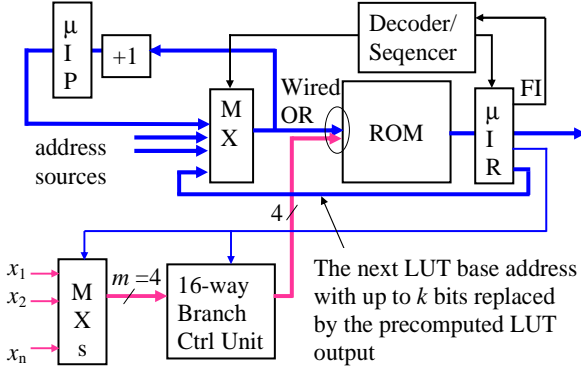 Decoder/
Seqencer
μ
I
P
+1
FI
Wired
OR
M
X
ROM
μ
I
R
address
sources
4
x1
x2
xn
M
X
s
m =4
16-way
Branch
Ctrl Unit
The next LUT base address
with up to k bits replaced
by the precomputed LUT
output